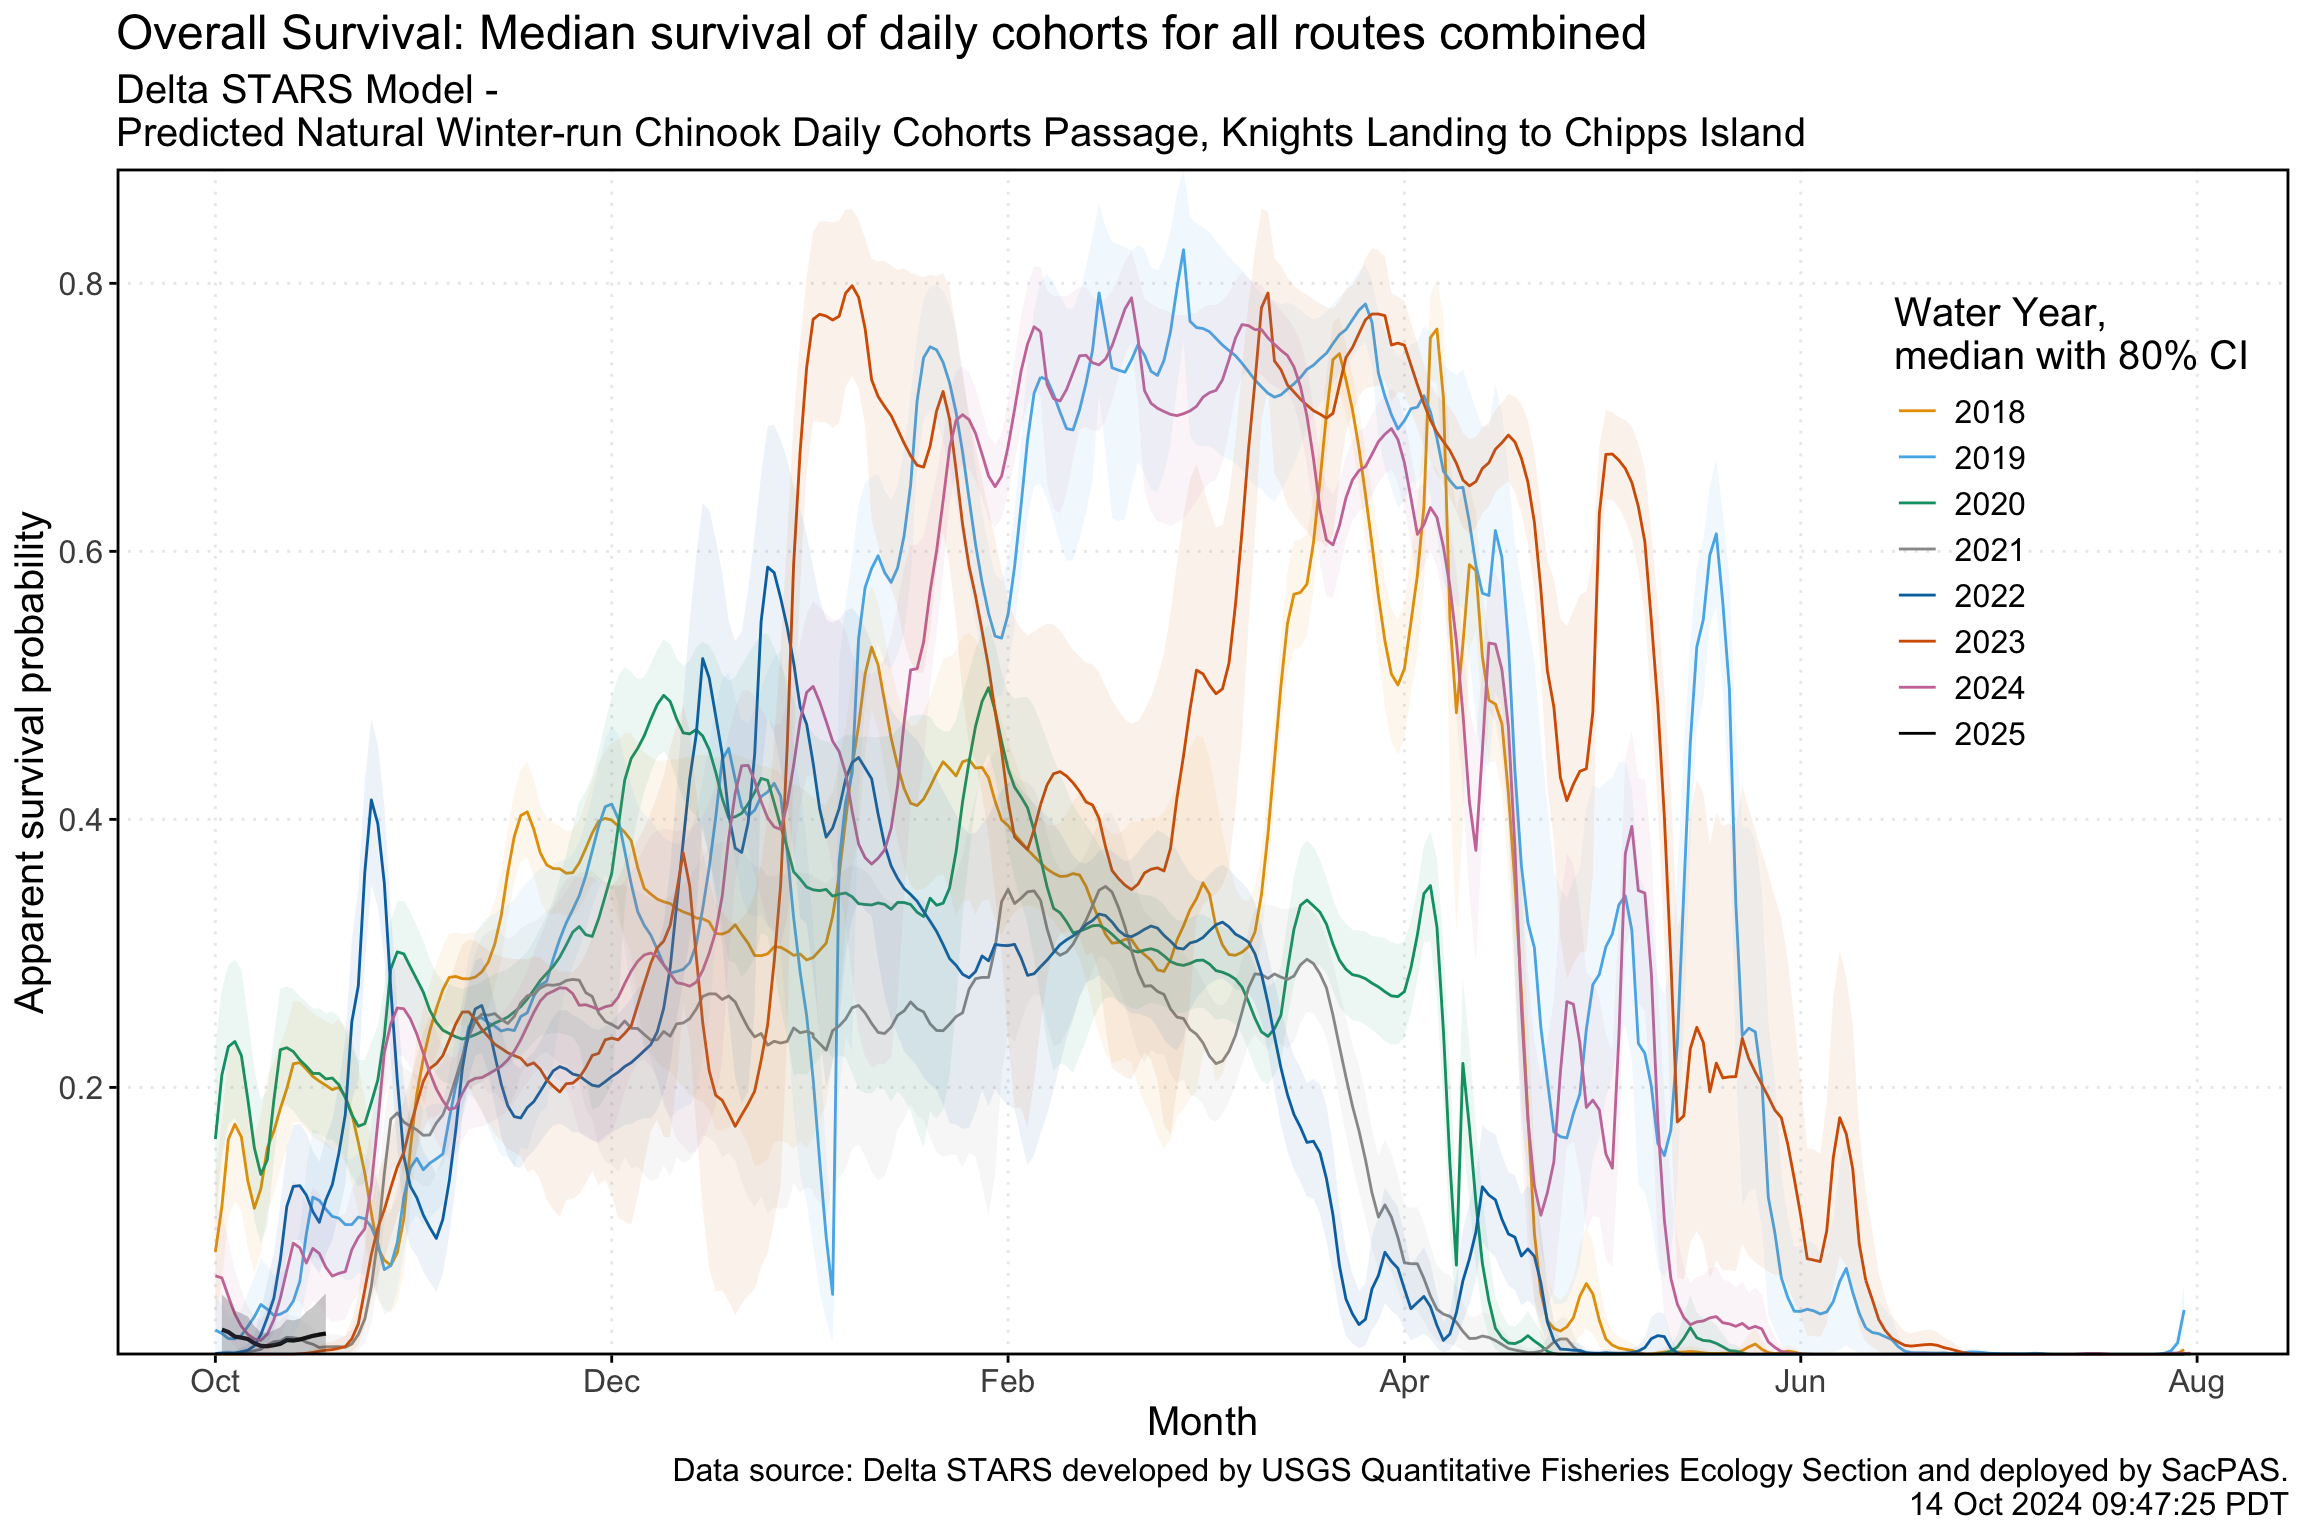 Overall Survival: Median survival of daily cohorts for all routes combined
Delta STARS Model -
Predicted Natural Winter-run Chinook Daily Cohorts Passage, Knights Landing to Chipps Island
Apparent survival probability
0.8
0.6
0.4
0.2
Water Year,
median with 80% CI
2018
2019
2020
2021
2022
2023
2024
2025
Oct Dec Feb Apr Jun Aug
Month
Data source: Delta STARS developed by USGS Quantitative Fisheries Ecology Section and deployed by SacPAS.
14 Oct 2024 09:47:25 PDT